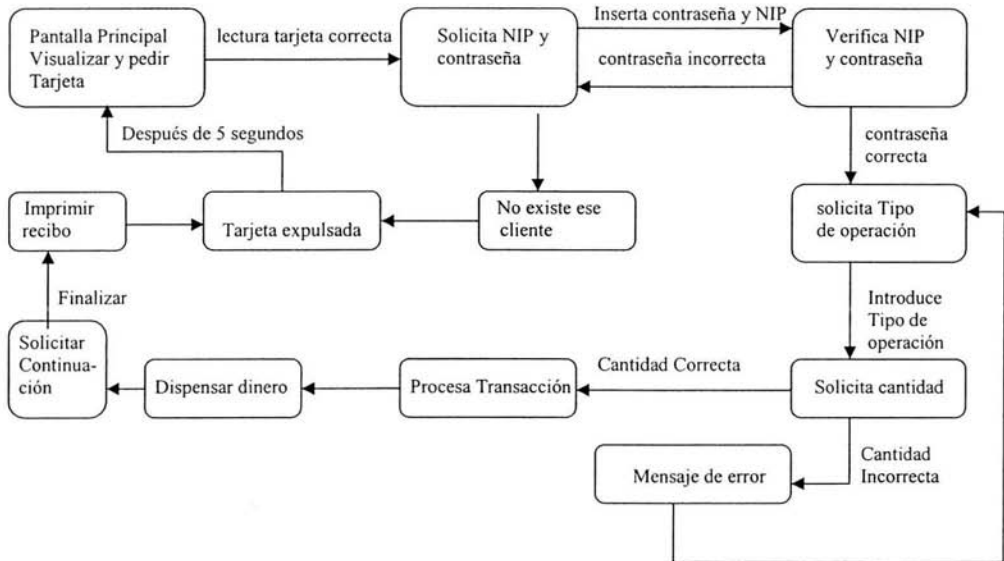 Pantalla Principal
Visualizar y pedir
Tarjeta
lectura tarjeta correcta
Solicita NIP y
contraseña
Inserta contraseña y NIP
contraseña incorrecta
Verifica NIP
y contraseña
Después de 5 segundos
contraseña
correcta
Imprimir
recibo
Tarjeta expulsada
No existe ese
cliente
solicita Tipo
de operación
Finalizar
Introduce
Tipo de
operación
Solicitar
Continua-
ción
Dispensar dinero
Procesa Transacción
Cantidad Correcta
Solicita cantidad
Cantidad
Incorrecta
Mensaje de error